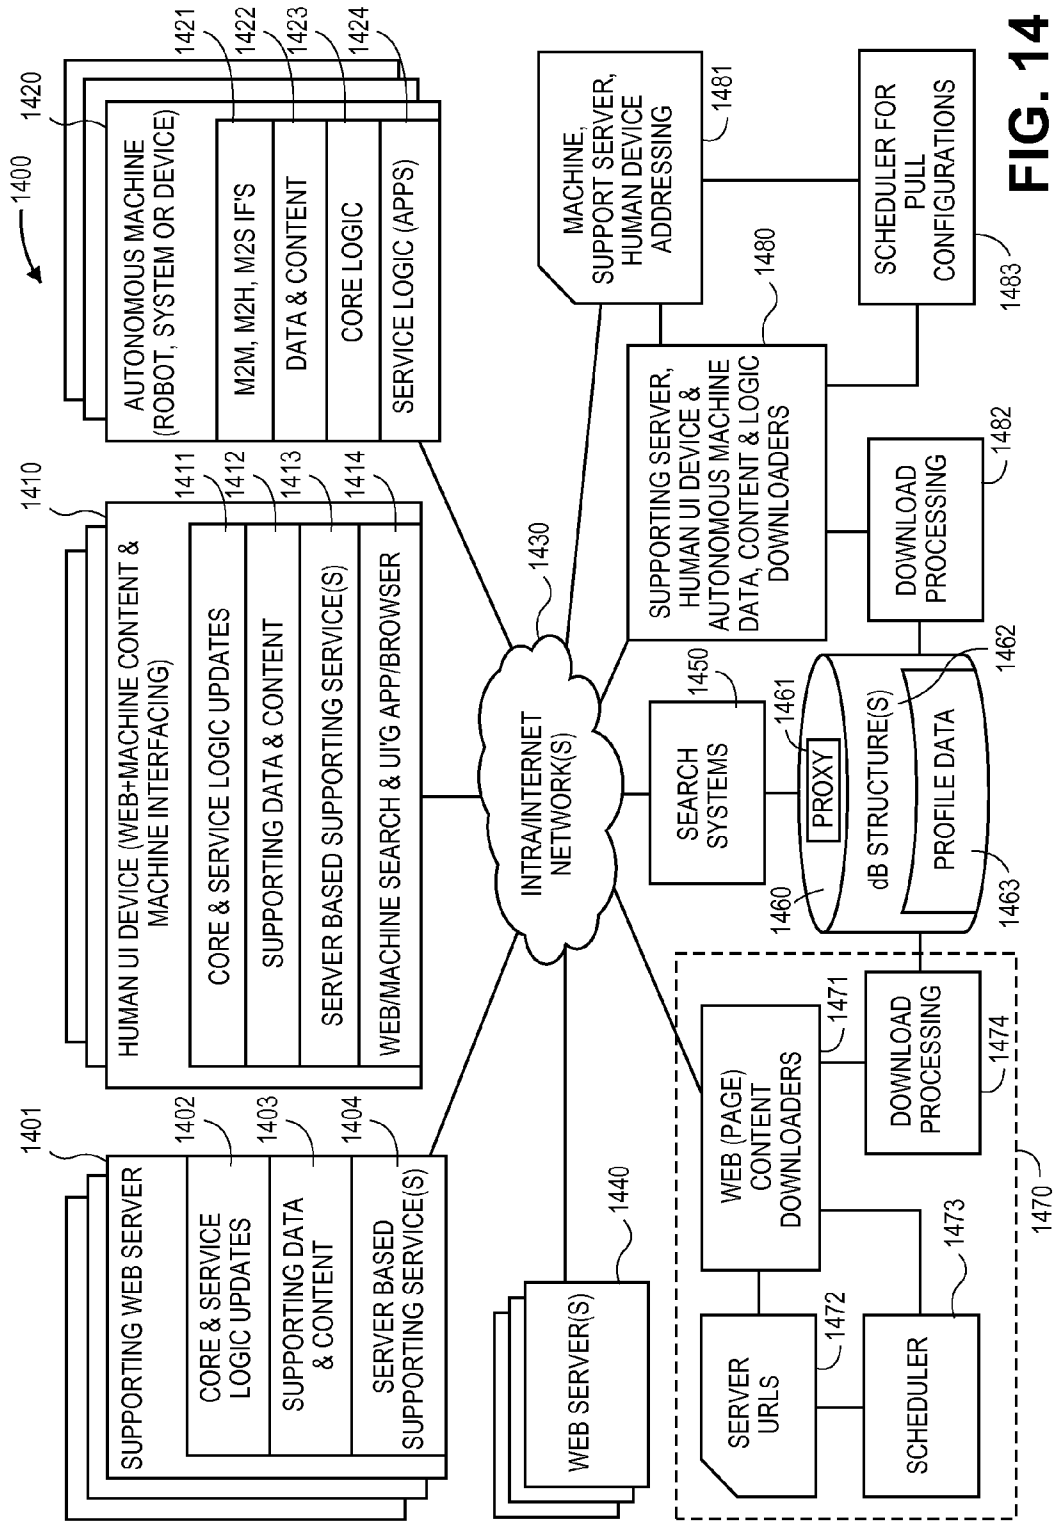 1400
1401
SUPPORTING WEB SERVER
CORE & SERVICE
LOGIC UPDATES
1402
SUPPORTING DATA
& CONTENT
1403
SERVER BASED
SUPPORTING SERVICE(S)
1404
1410
HUMAN UI DEVICE (WEB+MACHINE CONTENT &
MACHINE INTERFACING)
CORE & SERVICE LOGIC UPDATES
1411
SUPPORTING DATA & CONTENT
1412
SERVER BASED SUPPORTING SERVICE(S)
1413
WEB/MACHINE SEARCH & UI'G APP/BROWSER
1414
1420
AUTONOMOUS MACHINE
(ROBOT, SYSTEM OR DEVICE)
M2M, M2H, M2S IF'S
1421
DATA & CONTENT
1422
CORE LOGIC
1423
SERVICE LOGIC (APPS)
1424
WEB SERVER(S)
1440
INTRA/INTERNET
NETWORK(S)
1430
MACHINE,
SUPPORT SERVER,
HUMAN DEVICE
ADDRESSING
1481
SERVER
URLS
1472
WEB (PAGE)
CONTENT
DOWNLOADERS
1471
SEARCH
SYSTEMS
1450
SUPPORTING SERVER,
HUMAN UI DEVICE &
AUTONOMOUS MACHINE
DATA, CONTENT & LOGIC
DOWNLOADERS
1480
SCHEDULER
1473
DOWNLOAD
PROCESSING
1474
1460
PROXY
1461
dB STRUCTURE(S)
1462
PROFILE DATA
1463
DOWNLOAD
PROCESSING
1482
SCHEDULER FOR
PULL
CONFIGURATIONS
1483
1470
FIG. 14